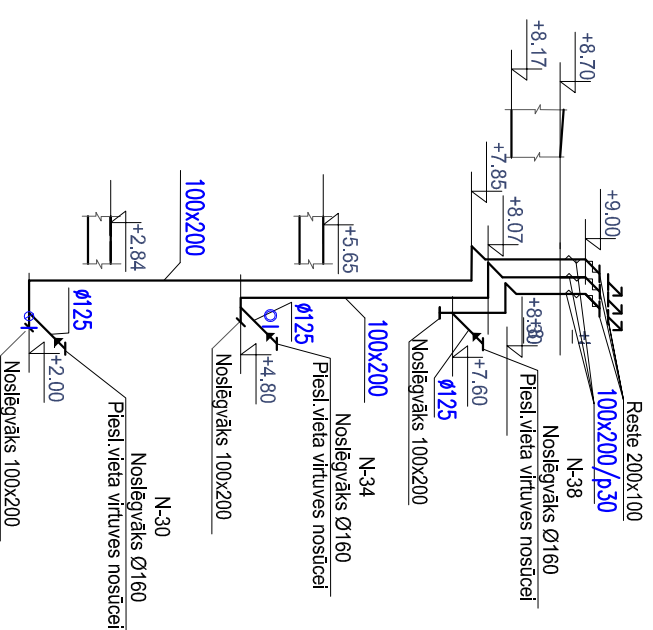 Reste 200x100
100x200/p30
+9.00
+8.70
+8.17
+7.85
+8.07
N-38
Noslēgvāks Ø160
Piesl.vieta virtuves nosūcei
+7.60
ø125
Noslēgvāks 100x200
100x200
N-34
Noslēgvāks Ø160
Piesl.vieta virtuves nosūcei
ø125
+5.65
+4.80
Noslēgvāks 100x200
100x200
+2.84
N-30
Noslēgvāks Ø160
Piesl.vieta virtuves nosūcei
ø125
+2.00
Noslēgvāks 100x200